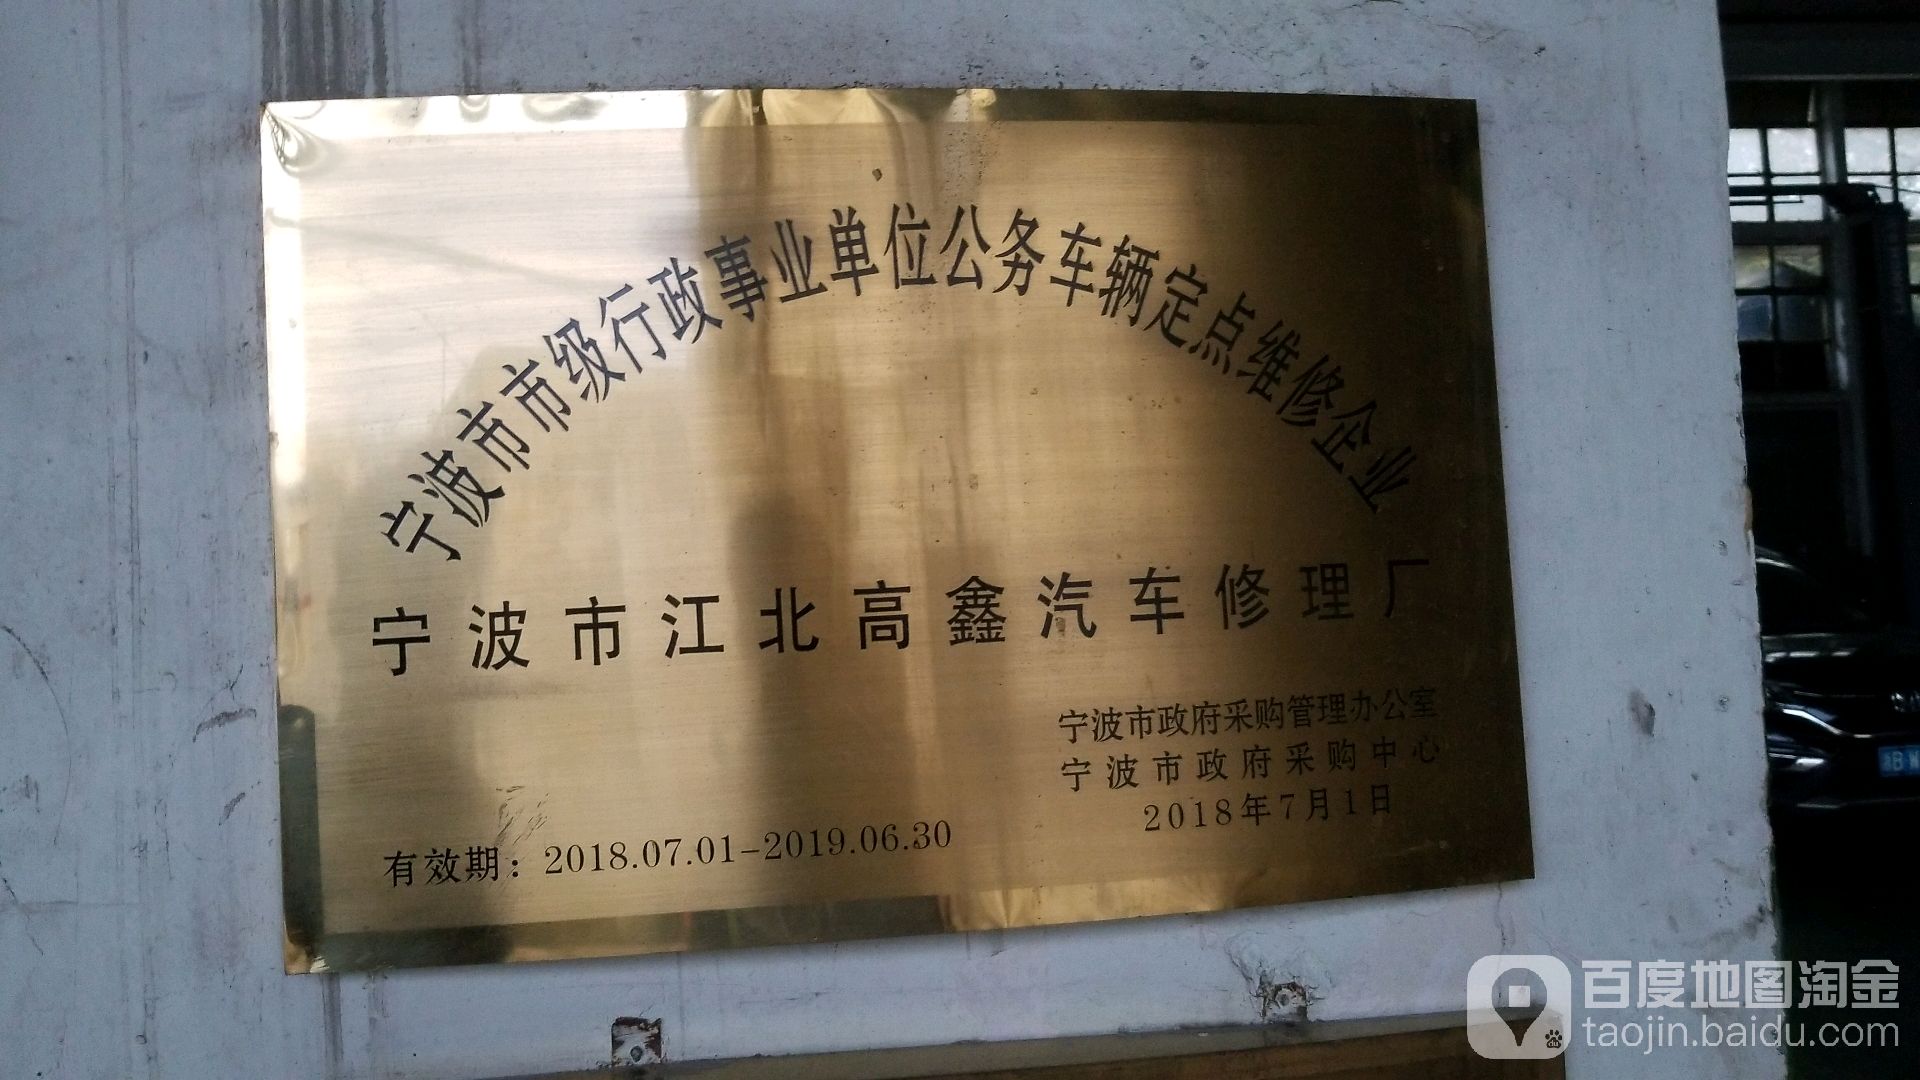 宁波市市级行政事业单位公务车辆定点维修企业
宁波市江北高鑫汽车修理厂
宁波市政府采购管理办公室
宁波市政府采购中心
2018年7月1日
有效期：2018.07.01-2019.06.30
百度地图淘金
taojin.baidu.com